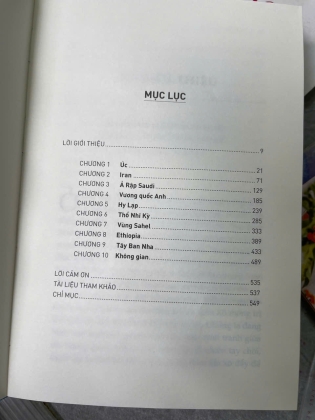 MỤC LỤC
LỜI GIỚI THIỆU 9
CHƯƠNG 1 Úc 21
CHƯƠNG 2 Iran 71
CHƯƠNG 3 Ả Rập Saudi 129
CHƯƠNG 4 Vương quốc Anh 185
CHƯƠNG 5 Hy Lạp 239
CHƯƠNG 6 Thổ Nhĩ Kỳ 285
CHƯƠNG 7 Vùng Sahel 333
CHƯƠNG 8 Ethiopia 389
CHƯƠNG 9 Tây Ban Nha 433
CHƯƠNG 10 Không gian 489
LỜI CẢM ƠN 535
TÀI LIỆU THAM KHẢO 537
CHỈ MỤC 549